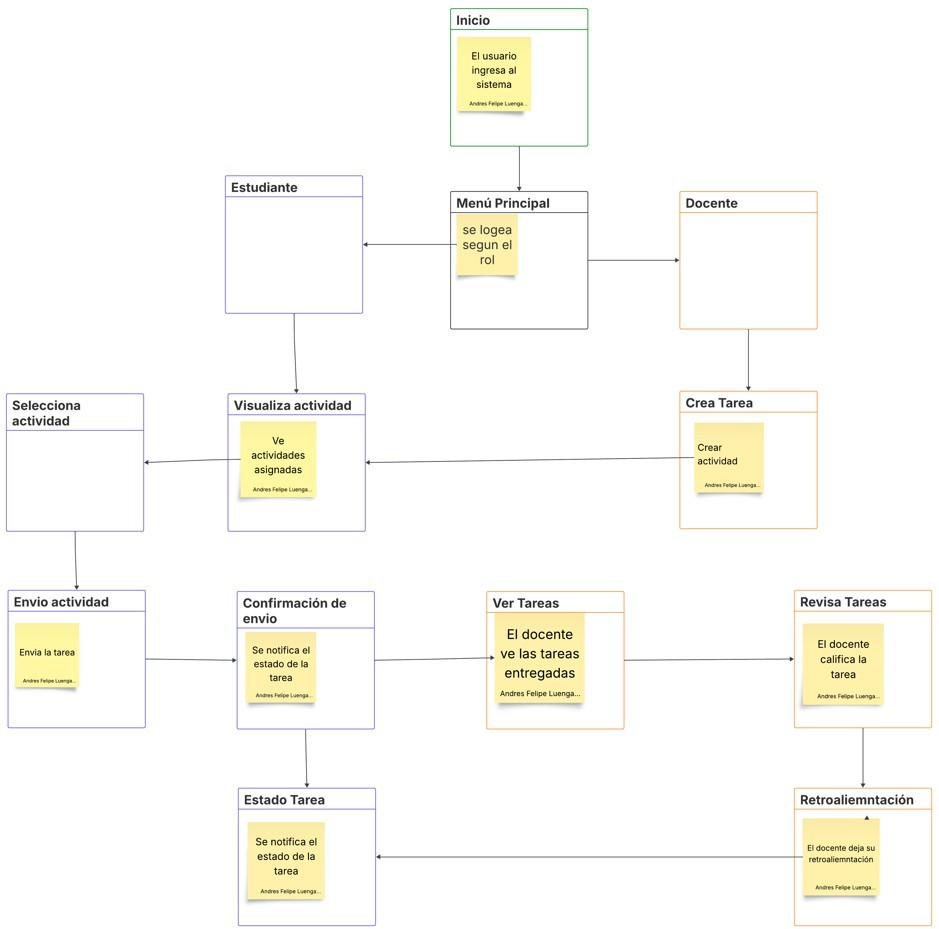 Inicio
El usuario
ingresa al
sistema
Andres Felipe Luenga...
Estudiante
Menú Principal
se logea
segun el
rol
Docente
Selecciona
actividad
Visualiza actividad
Ve
actividades
asignadas
Andres Felipe Luenga...
Crea Tarea
Crear
actividad
Andres Felipe Luenga...
Envio actividad
Envia la tarea
Andres Felipe Luenga...
Confirmación de
envio
Se notifica el
estado de la
tarea
Andres Felipe Luenga...
Ver Tareas
El docente
ve las tareas
entregadas
Andres Felipe Luenga...
Revisa Tareas
El docente
califica la
tarea
Andres Felipe Luenga...
Estado Tarea
Se notifica el
estado de la
tarea
Andres Felipe Luenga...
Retroaliemntación
El docente deja su
retroaliemntación
Andres Felipe Luenga...